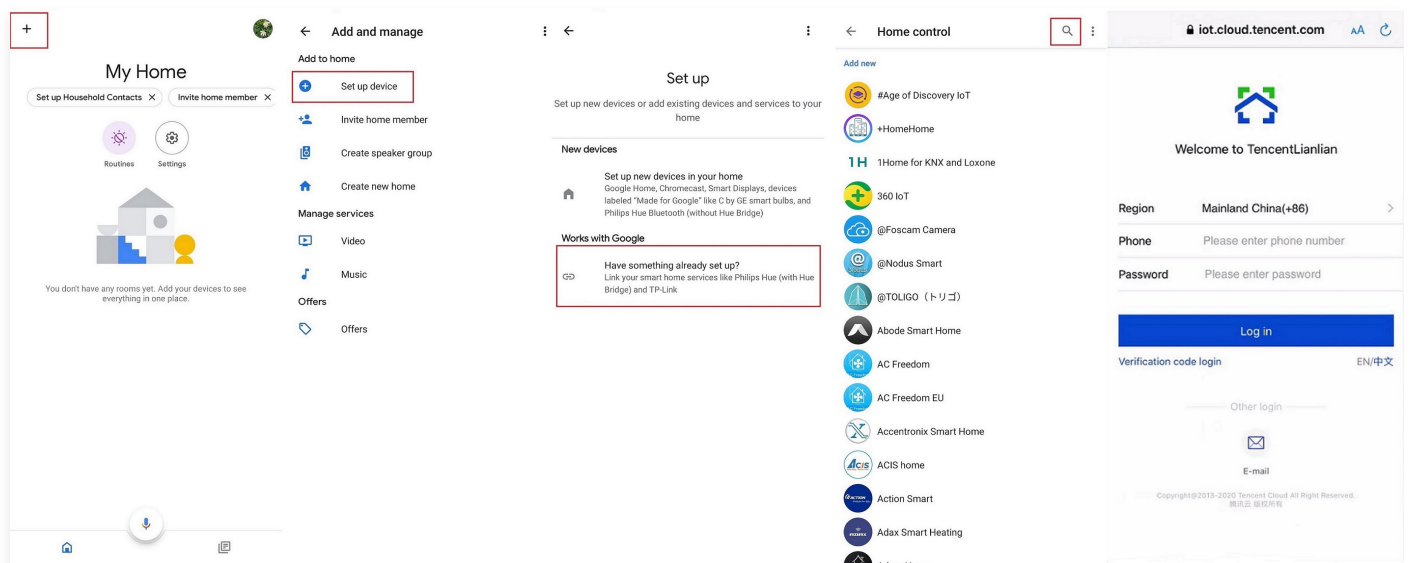 +
My Home
Set up Household Contacts X
Invite home member X
Routines
Settings
You don't have any rooms yet. Add your devices to see
everything in one place.
Add and manage
Add to home
Set up device
Invite home member
Create speaker group
Create new home
Manage services
Video
Music
Offers
Offers
Set up
Set up new devices or add existing devices and services to your
home
New devices
Set up new devices in your home
Google Home, Chromecast, Smart Displays, devices
labeled "Made for Google" like C by GE smart bulbs, and
Philips Hue Bluetooth (without Hue Bridge)
Works with Google
Have something already set up?
Link your smart home services like Philips Hue (with Hue
Bridge) and TP-Link
Home control
Add new
#Age of Discovery IoT
+HomeHome
1H 1Home for KNX and Loxone
360 IoT
@Foscam Camera
@Nodus Smart
@TOLIGO（トリゴ）
Abode Smart Home
AC Freedom
AC Freedom EU
Accentronix Smart Home
ACIS ACIS home
ACTION Action Smart
Adax Smart Heating
iot.cloud.tencent.com AA
Welcome to TencentLianlian
Region Mainland China(+86)
Phone Please enter phone number
Password Please enter password
Log in
Verification code login EN/中文
Other login
E-mail
Copyright@2013-2020 Tencent Cloud All Right Reserved.
腾讯云 版权所有